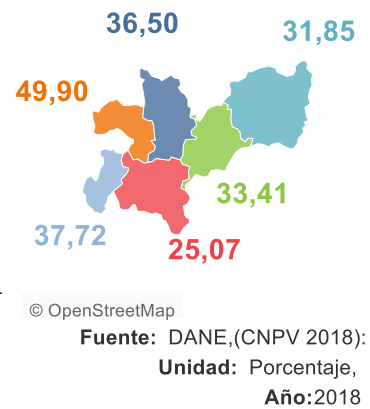 36,50
31,85
49,90
33,41
37,72
25,07
© OpenStreetMap
Fuente: DANE,(CNPV 2018):
Unidad: Porcentaje,
Año:2018